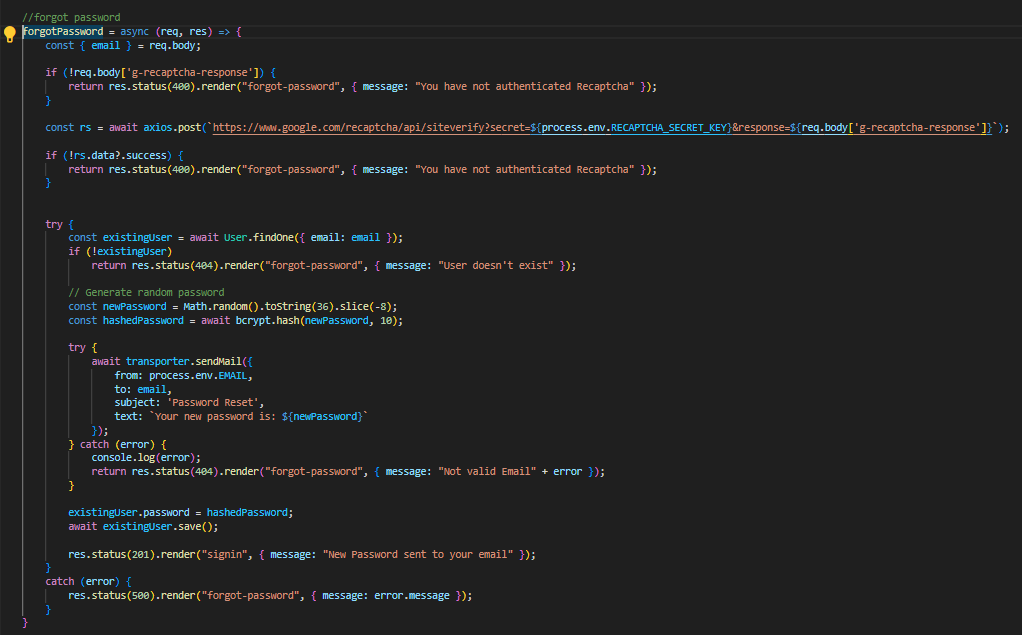 //forgot password
forgotPassword = async (req, res) => {
const { email } = req.body;
if (!req.body['g-recaptcha-response']) {
return res.status(400).render("forgot-password", { message: "You have not authenticated Recaptcha" });
}
const rs = await axios.post(`https://www.google.com/recaptcha/api/siteverify?secret=${process.env.RECAPTCHA_SECRET_KEY}&response=${req.body['g-recaptcha-response']}`);
if (!rs.data?.success) {
return res.status(400).render("forgot-password", { message: "You have not authenticated Recaptcha" });
}
try {
const existingUser = await User.findOne({ email: email });
if (!existingUser)
return res.status(404).render("forgot-password", { message: "User doesn't exist" });
// Generate random password
const newPassword = Math.random().toString(36).slice(-8);
const hashedPassword = await bcrypt.hash(newPassword, 10);
try {
await transporter.sendMail({
from: process.env.EMAIL,
to: email,
subject: 'Password Reset',
text: `Your new password is: ${newPassword}`
});
} catch (error) {
console.log(error);
return res.status(404).render("forgot-password", { message: "Not valid Email" + error });
}
existingUser.password = hashedPassword;
await existingUser.save();
res.status(201).render("signin", { message: "New Password sent to your email" });
}
catch (error) {
res.status(500).render("forgot-password", { message: error.message });
}
}